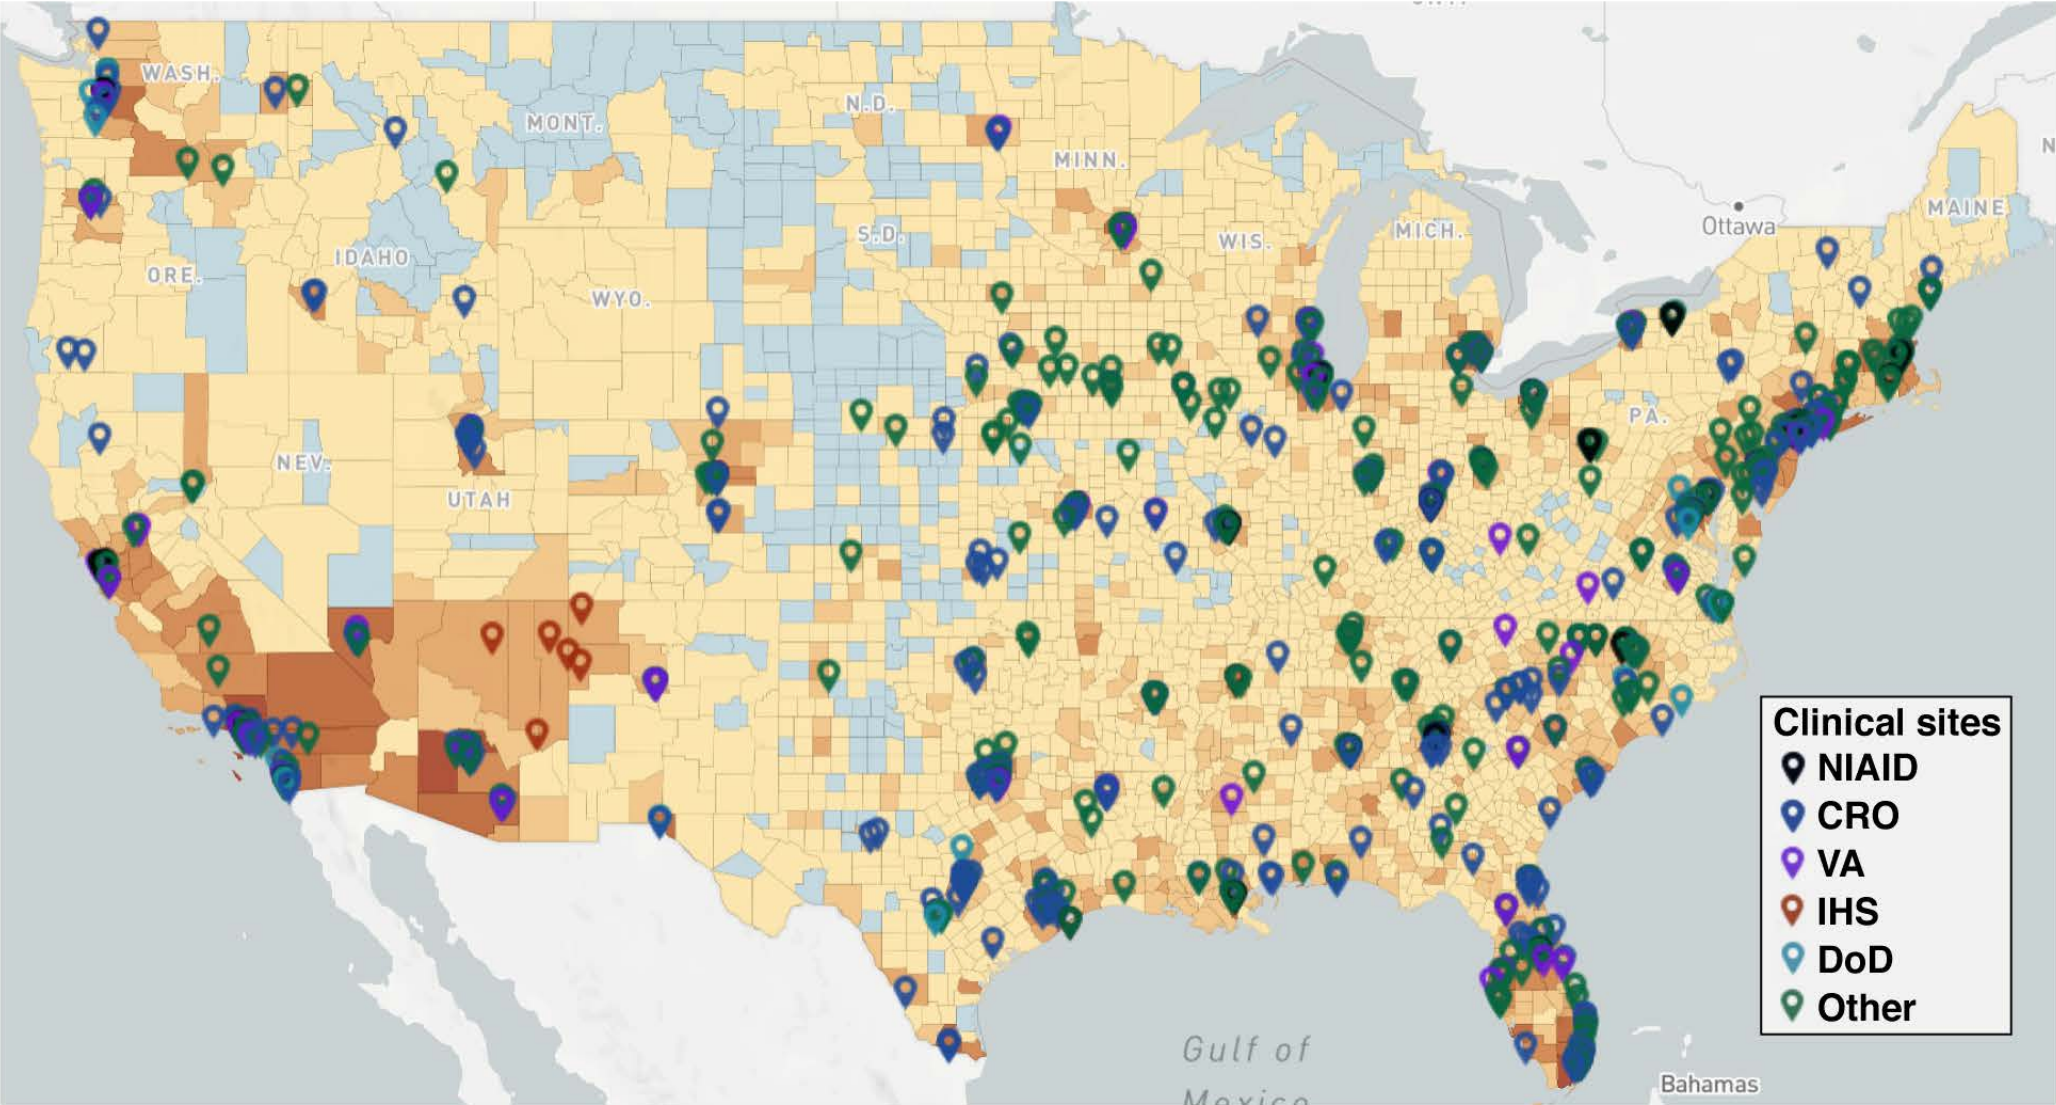 WASH.
MONT.
N.D.
MINN.
Ottawa
MAINE
ORE.
IDAHO
WYO.
S.D.
WIS.
MICH.
PA.
NEV.
UTAH
Clinical sites
NIAID
CRO
VA
IHS
DoD
Other
Gulf of
Mexico
Bahamas
N